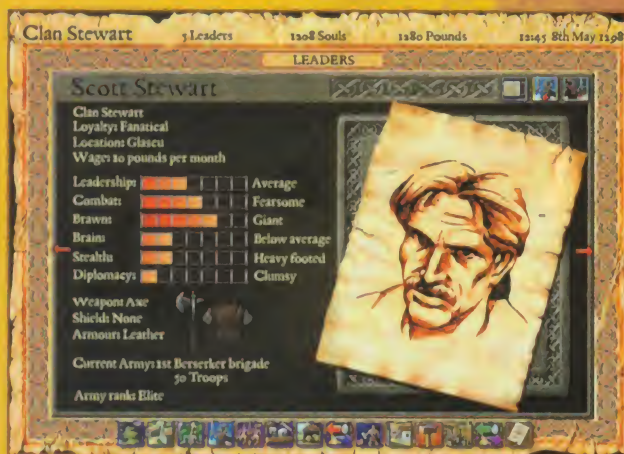 Clan Stewart 5 Leaders 1208 Souls 1280 Pounds 12:45 8th May 1298
LEADERS
Scott Stewart
Clan Stewart
Loyalty: Fanatical
Location: Glascu
Wage: 10 pounds per month
Leadership: Average
Combat: Fearsome
Brawn: Giant
Brain: Below average
Stealth: Heavy footed
Diplomacy: Clumsy
Weapon: Axe
Shield: None
Armour: Leather
Current Army: 1st Berserker brigade
50 Troops
Army rank: Elite